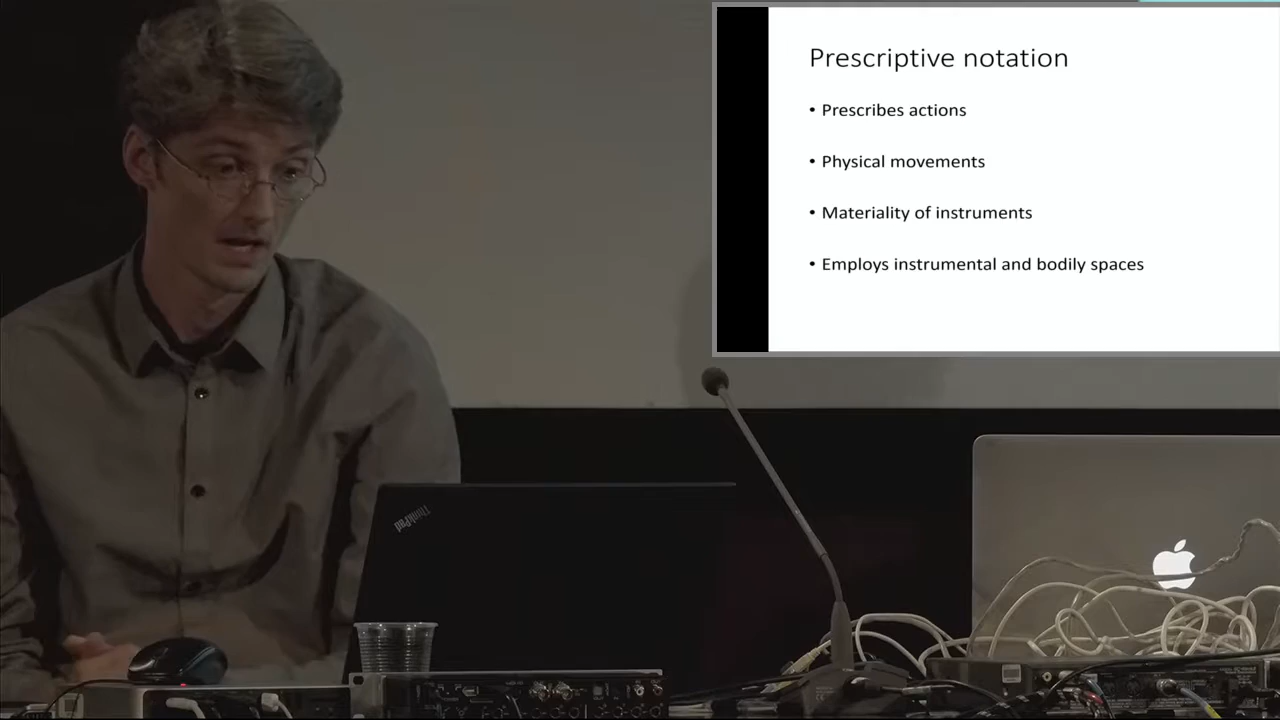 Prescriptive notation
• Prescribes actions
• Physical movements
• Materiality of instruments
• Employs instrumental and bodily spaces
ThinkPad